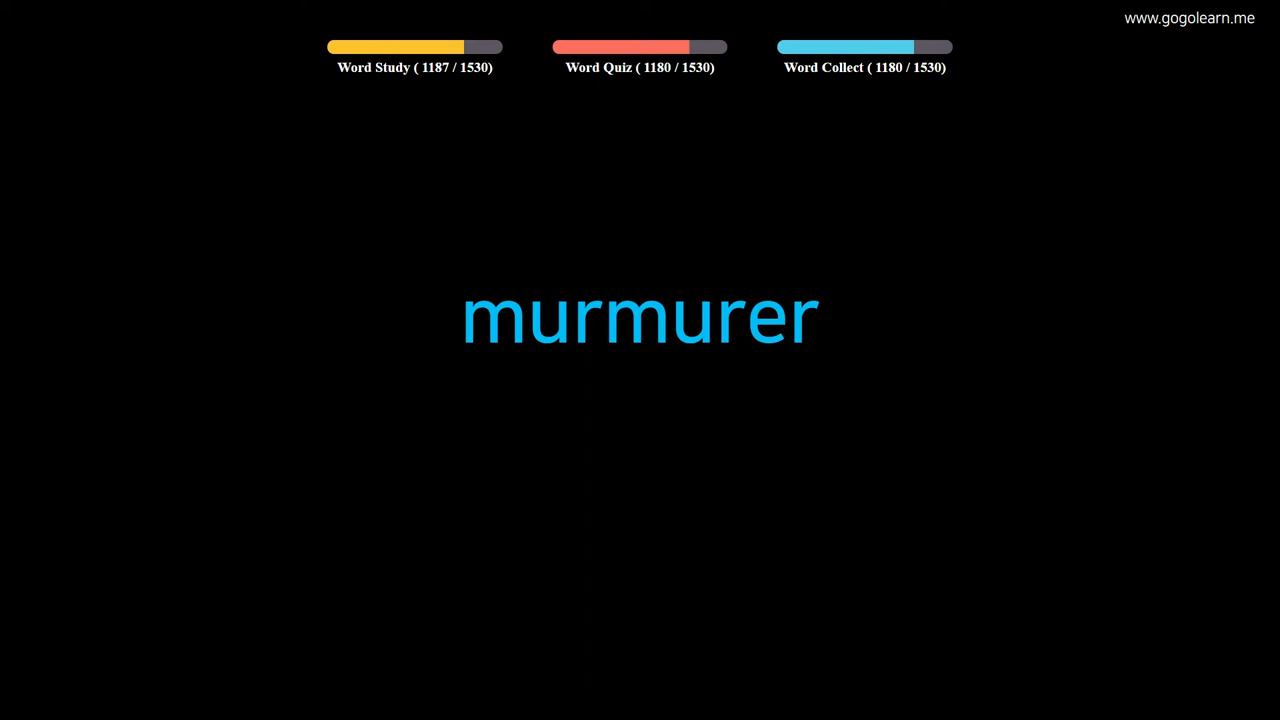 www.gogolearn.me
Word Study ( 1187 / 1530) Word Quiz ( 1180 / 1530) Word Collect ( 1180 / 1530)
murmurer